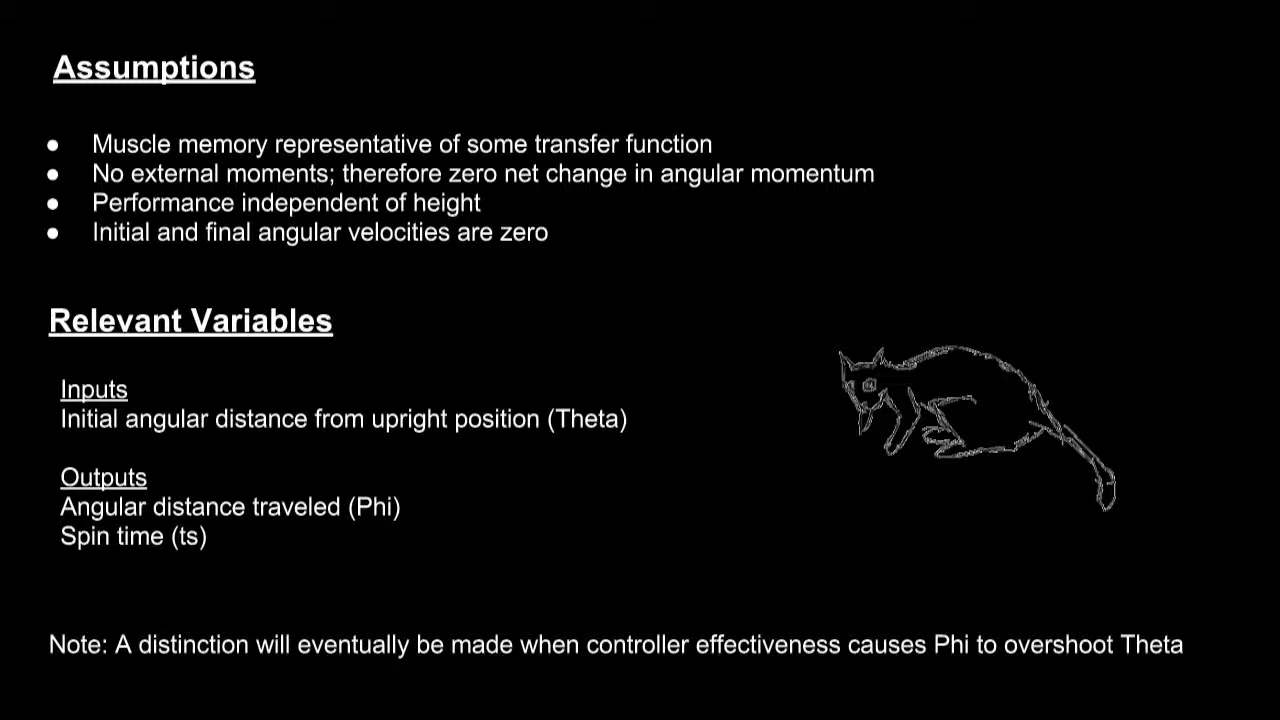 Assumptions
● Muscle memory representative of some transfer function
● No external moments; therefore zero net change in angular momentum
● Performance independent of height
● Initial and final angular velocities are zero
Relevant Variables
Inputs
Initial angular distance from upright position (Theta)
Outputs
Angular distance traveled (Phi)
Spin time (ts)
Note: A distinction will eventually be made when controller effectiveness causes Phi to overshoot Theta